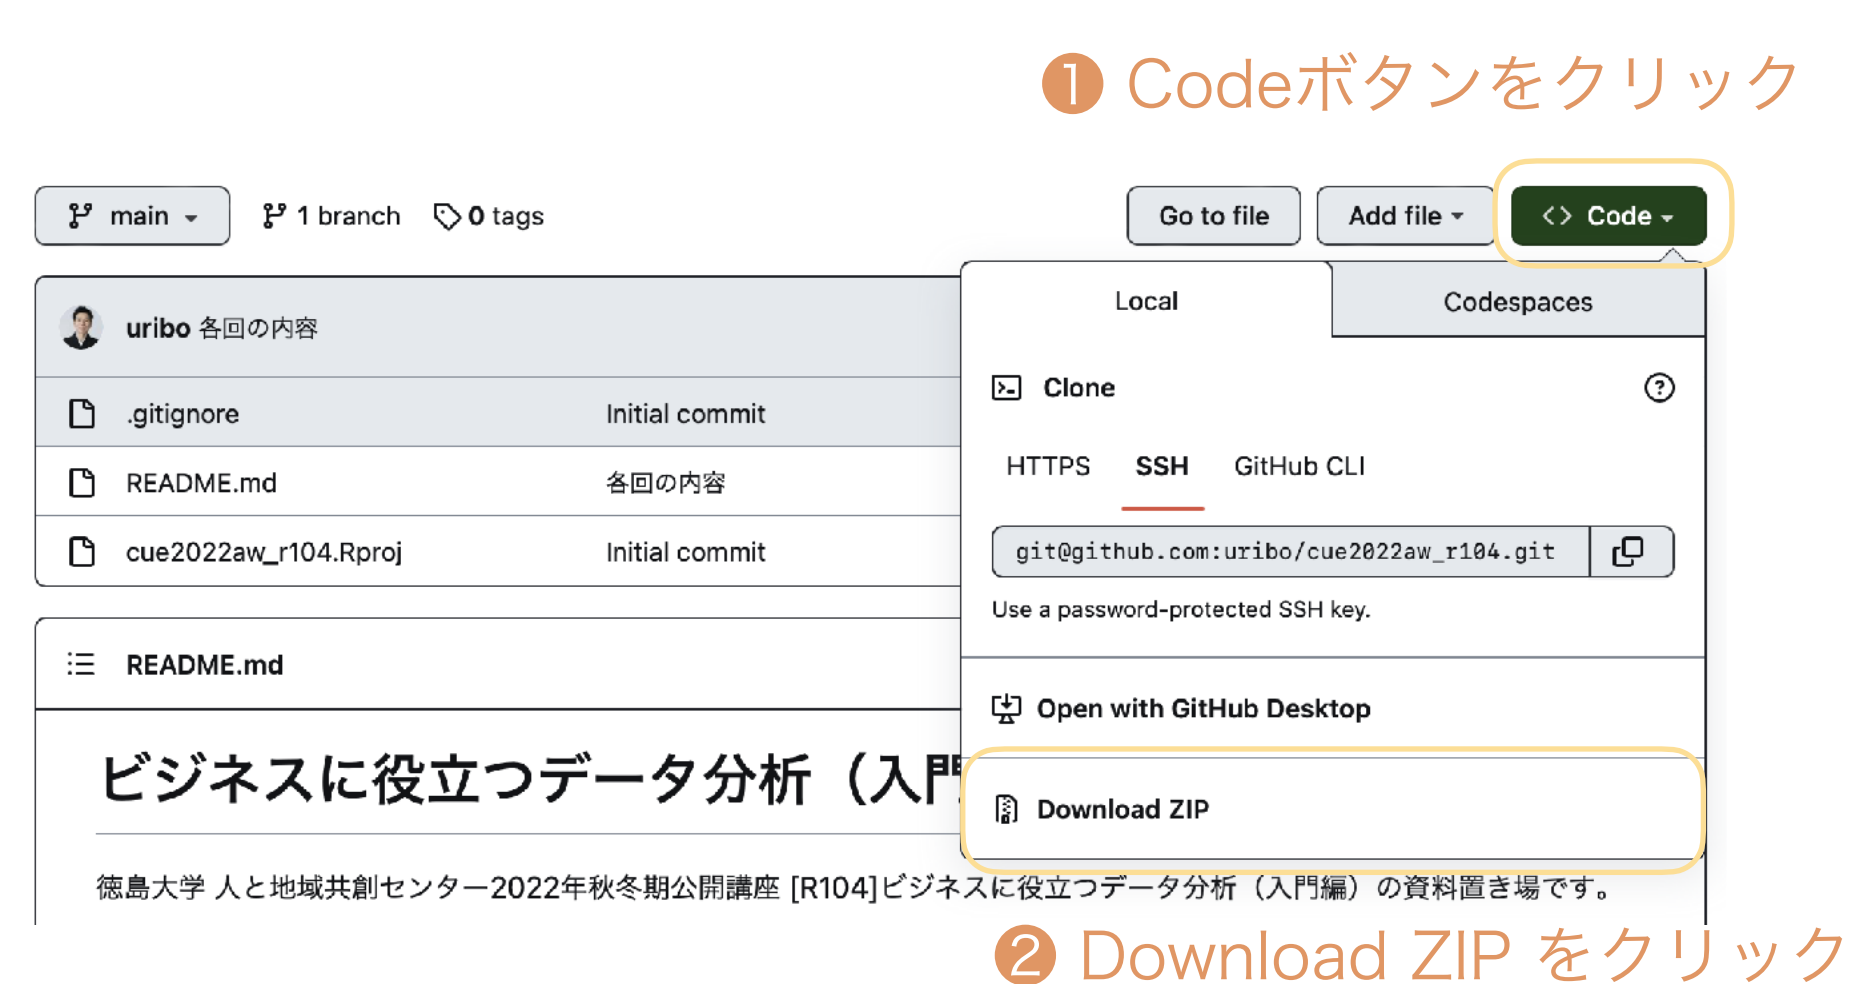 ❶ Codeボタンをクリック
main
1 branch
0 tags
Go to file
Add file
<> Code
Local
Codespaces
uribo 各回の内容
.gitignore
Initial commit
README.md
各回の内容
cue2022aw_r104.Rproj
Initial commit
Clone
HTTPS
SSH
GitHub CLI
git@github.com:uribo/cue2022aw_r104.git
Use a password-protected SSH key.
Open with GitHub Desktop
Download ZIP
README.md
ビジネスに役立つデータ分析（入門
徳島大学 人と地域共創センター2022年秋冬期公開講座 [R104]ビジネスに役立つデータ分析（入門編）の資料置き場です。
❷ Download ZIP をクリック